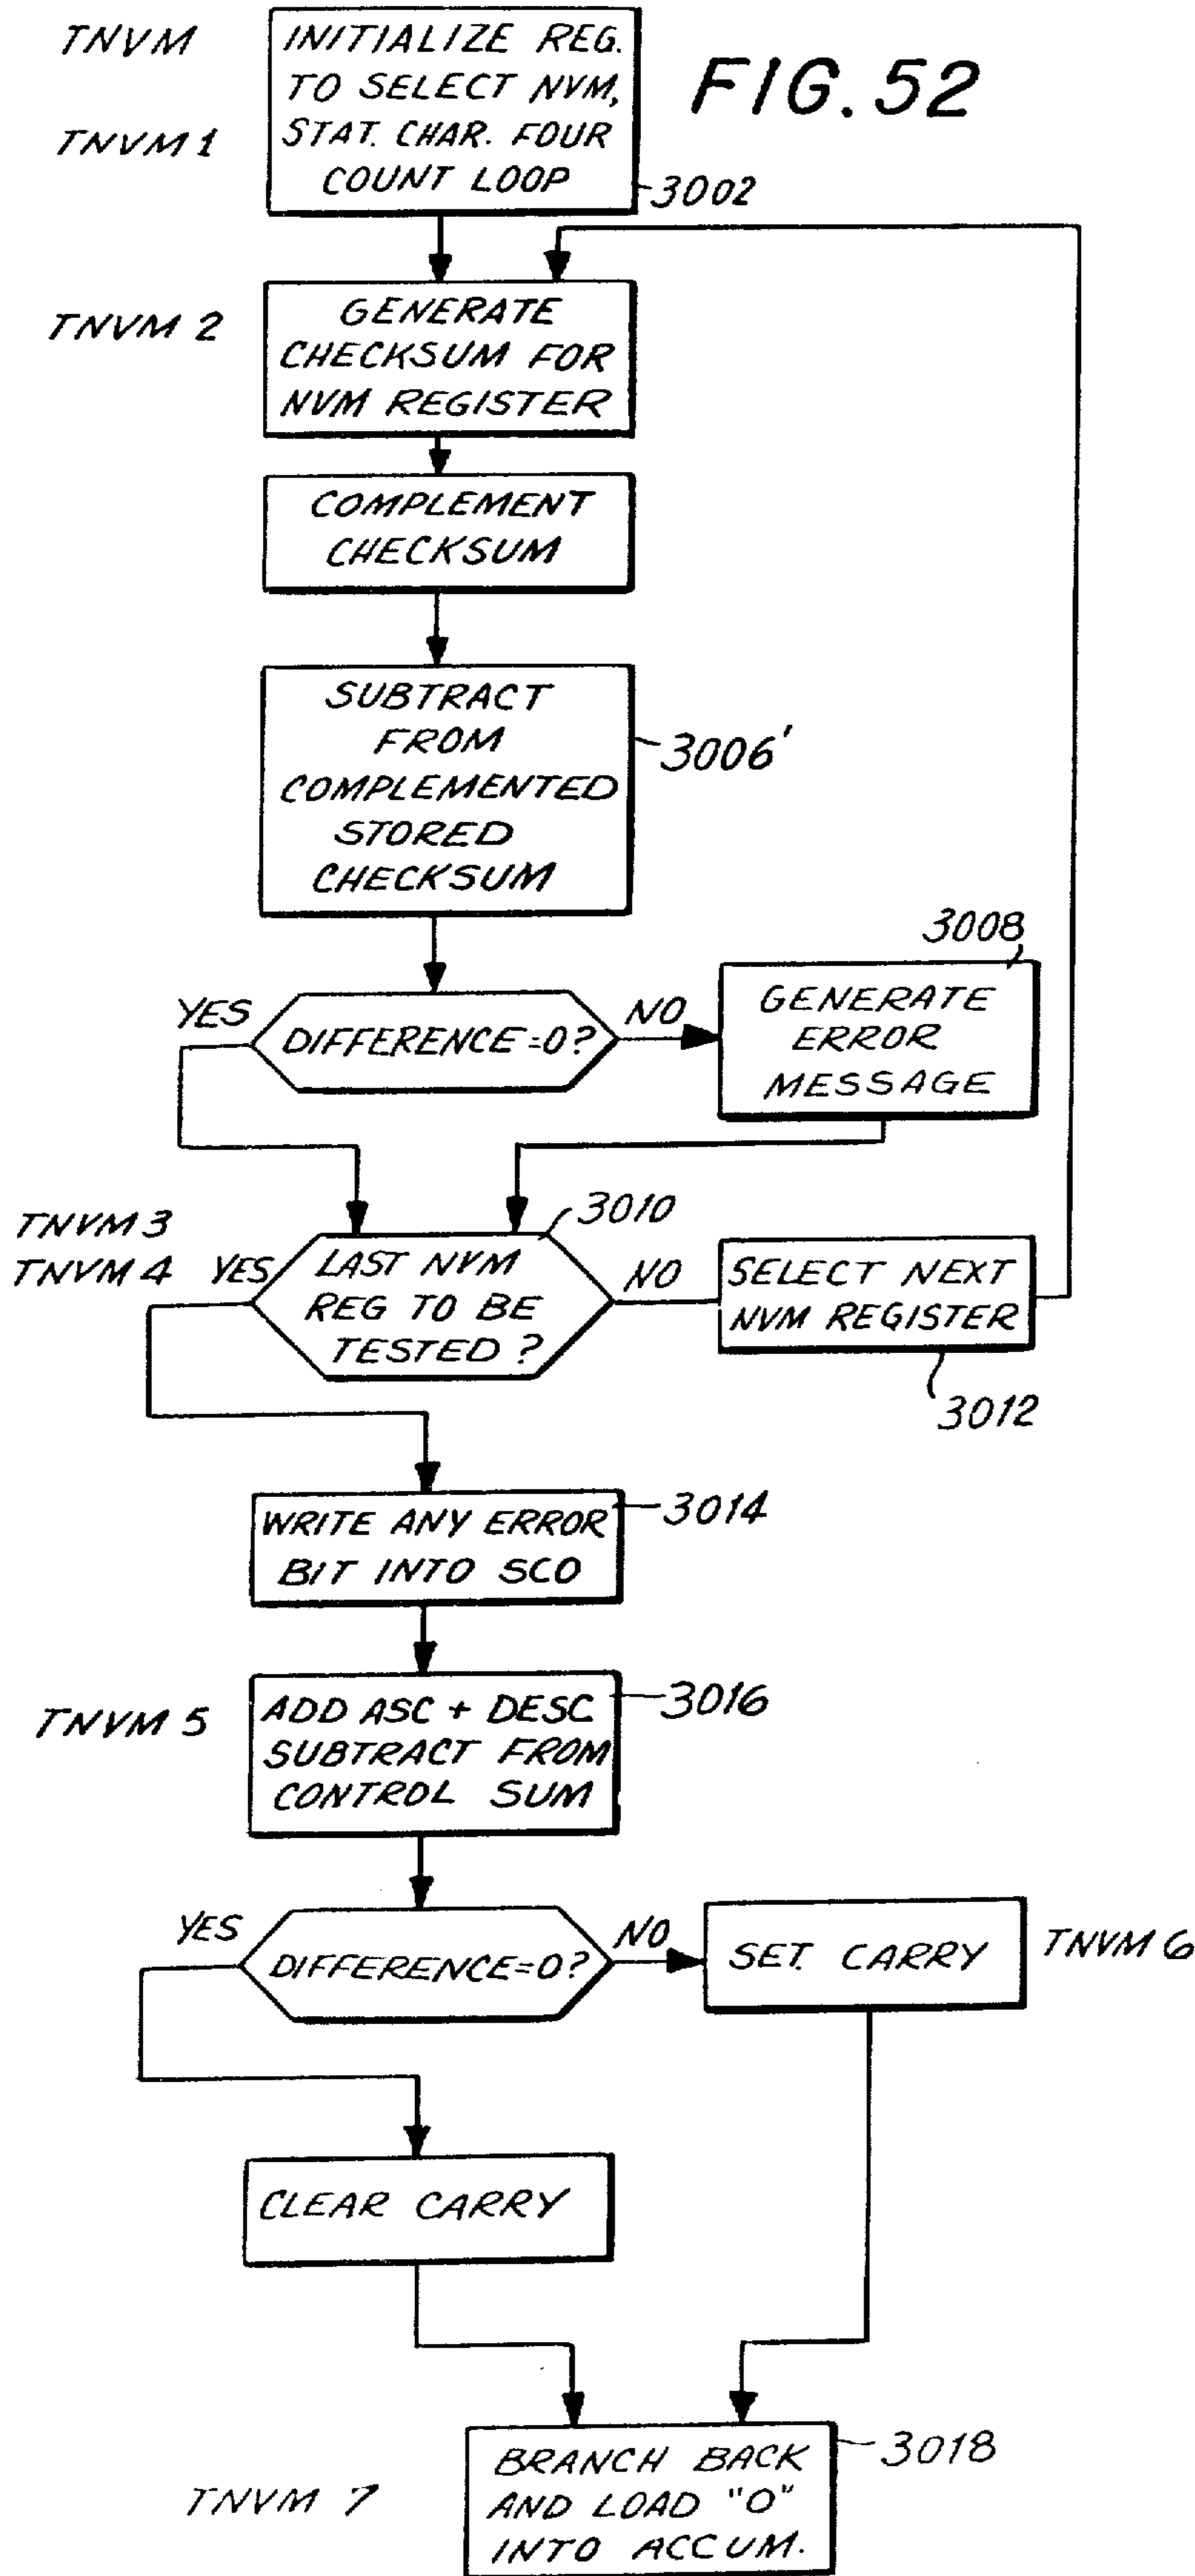 TNVM
INITIALIZE REG.
TO SELECT NVM,
STAT. CHAR. FOUR
COUNT LOOP
FIG. 52
TNVM 1
3002
TNVM 2
GENERATE
CHECKSUM FOR
NVM REGISTER
COMPLEMENT
CHECKSUM
SUBTRACT
FROM
COMPLEMENTED
STORED
CHECKSUM
3006'
YES
DIFFERENCE=0?
NO
3008
GENERATE
ERROR
MESSAGE
TNVM 3
TNVM 4
YES
LAST NVM
REG TO BE
TESTED?
3010
NO
SELECT NEXT
NVM REGISTER
3012
WRITE ANY ERROR
BIT INTO SCO
3014
TNVM 5
ADD ASC + DESC
SUBTRACT FROM
CONTROL SUM
3016
YES
DIFFERENCE=0?
NO
SET. CARRY
TNVM 6
CLEAR CARRY
TNVM 7
BRANCH BACK
AND LOAD "0"
INTO ACCUM.
3018